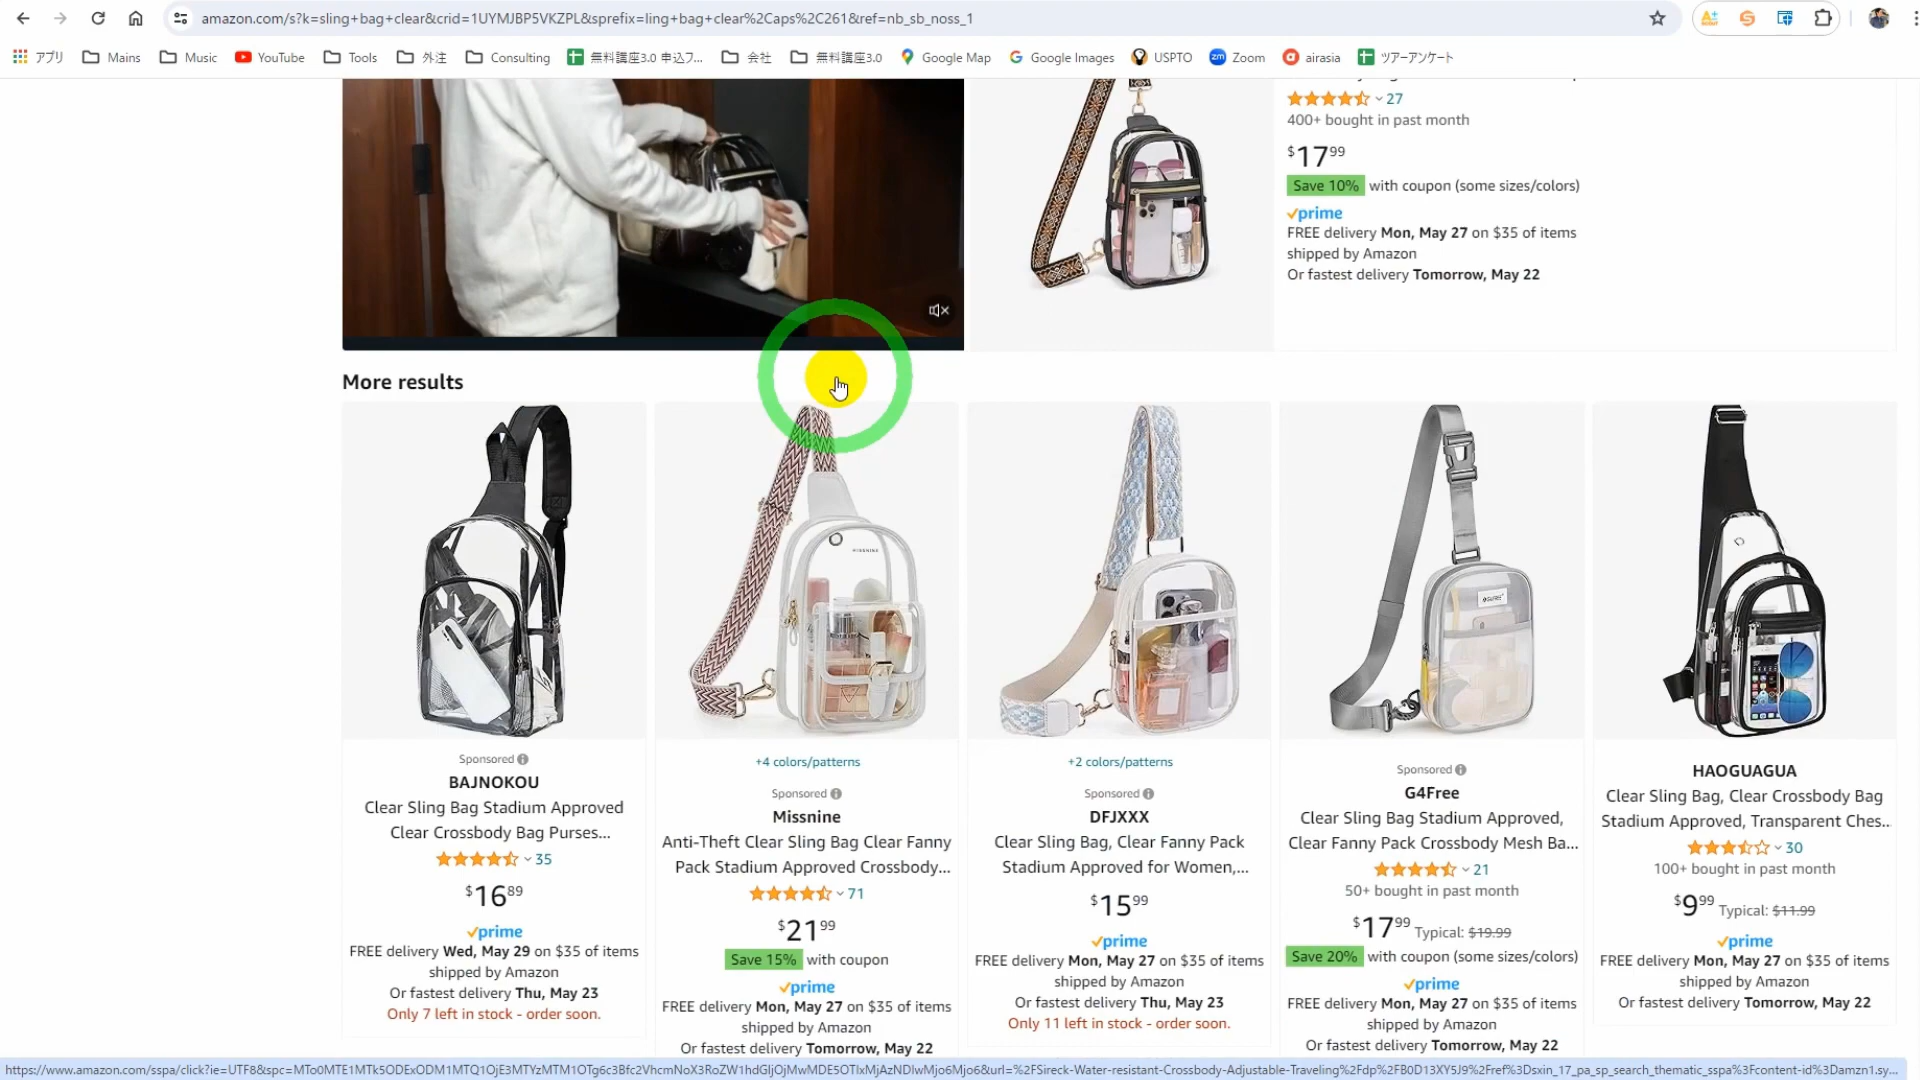 amazon.com/s?k=sling+bag+clear&crid=1UYMJBP5VKZPL&sprefix=ling+bag+clear%2Caps%2C261&ref=nb_sb_noss_1
アプリ Mains Music YouTube Tools 外注 Consulting 無料講座3.0 申込フ... 会社 無料講座3.0 Google Map Google Images USPTO Zoom airasia ツアーアンケート
27
400+ bought in past month
$17.99
Save 10% with coupon (some sizes/colors)
prime
FREE delivery Mon, May 27 on $35 of items
shipped by Amazon
Or fastest delivery Tomorrow, May 22
More results
Sponsored
BAJNOKOU
Clear Sling Bag Stadium Approved
Clear Crossbody Bag Purses...
35
$16.89
prime
FREE delivery Wed, May 29 on $35 of items
shipped by Amazon
Or fastest delivery Thu, May 23
Only 7 left in stock - order soon.
MISSNINE
+4 colors/patterns
Sponsored
Missnine
Anti-Theft Clear Sling Bag Clear Fanny
Pack Stadium Approved Crossbody...
71
$21.99
Save 15% with coupon
prime
FREE delivery Mon, May 27 on $35 of items
shipped by Amazon
Or fastest delivery Tomorrow, May 22
+2 colors/patterns
Sponsored
DFJXXX
Clear Sling Bag, Clear Fanny Pack
Stadium Approved for Women,...
$15.99
prime
FREE delivery Mon, May 27 on $35 of items
shipped by Amazon
Or fastest delivery Thu, May 23
Only 11 left in stock - order soon.
Sponsored
G4Free
Clear Sling Bag Stadium Approved,
Clear Fanny Pack Crossbody Mesh Ba...
21
50+ bought in past month
$17.99 Typical: $19.99
Save 20% with coupon (some sizes/colors)
prime
FREE delivery Mon, May 27 on $35 of items
shipped by Amazon
Or fastest delivery Tomorrow, May 22
HAOGUAGUA
Clear Sling Bag, Clear Crossbody Bag
Stadium Approved, Transparent Ches...
30
100+ bought in past month
$9.99 Typical: $11.99
prime
FREE delivery Mon, May 27 on $35 of items
shipped by Amazon
Or fastest delivery Tomorrow, May 22